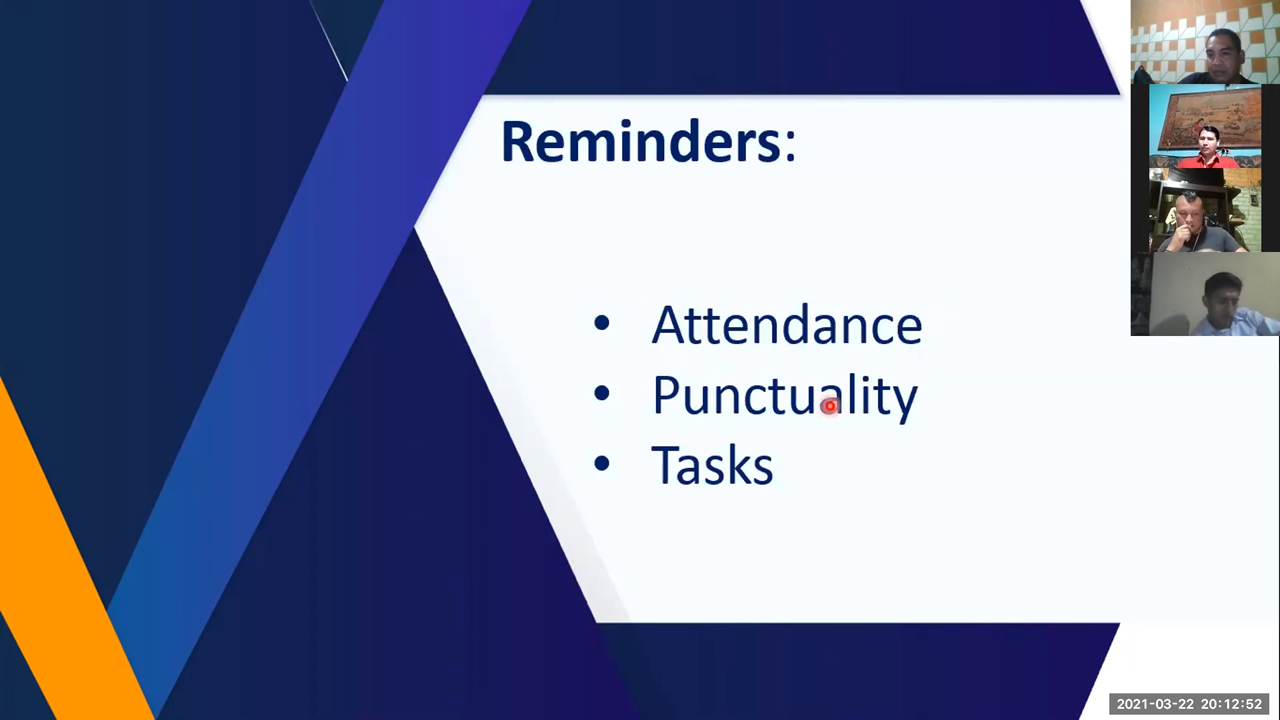 Reminders:
• Attendance
• Punctuality
• Tasks
2021-03-22 20:12:52